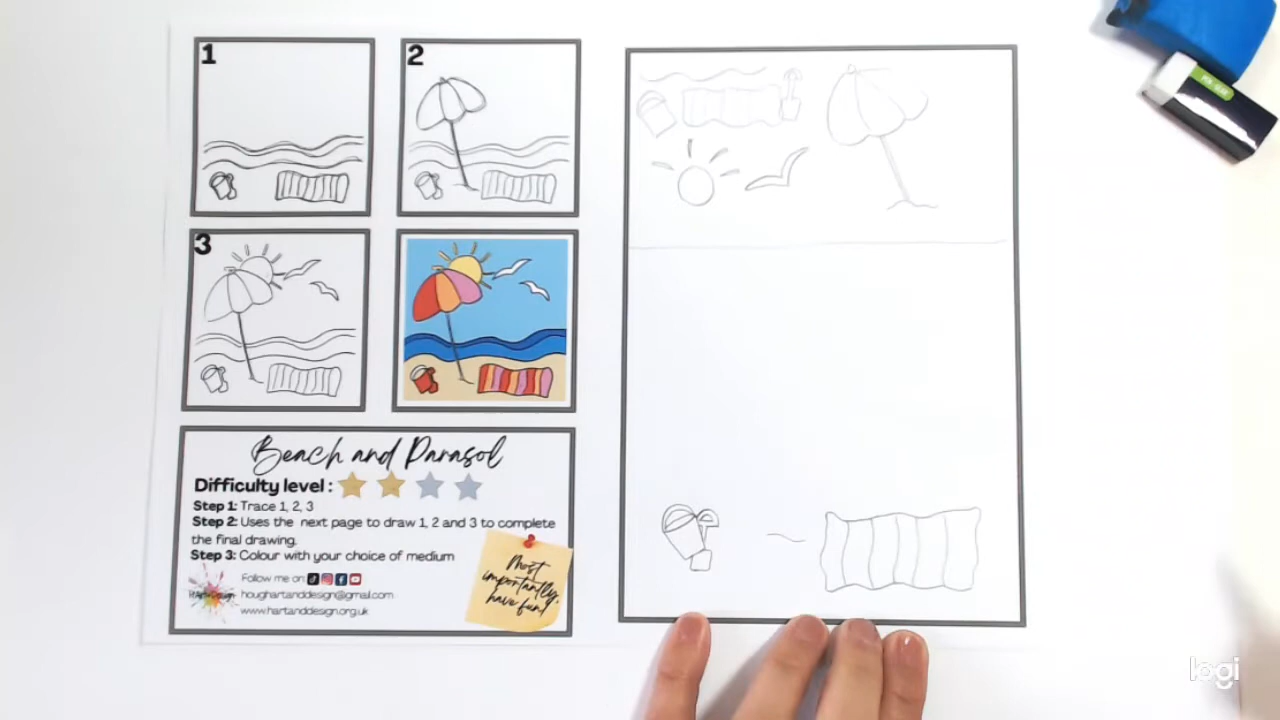 1
2
3
Beach and Parasol
Difficulty level :
Step 1: Trace 1, 2, 3
Step 2: Uses the next page to draw 1, 2 and 3 to complete
the final drawing.
Step 3: Colour with your choice of medium
Follow me on:
houghartanddesign@gmail.com
www.hartanddesign.org.uk
Most
importantly,
have fun!
logi